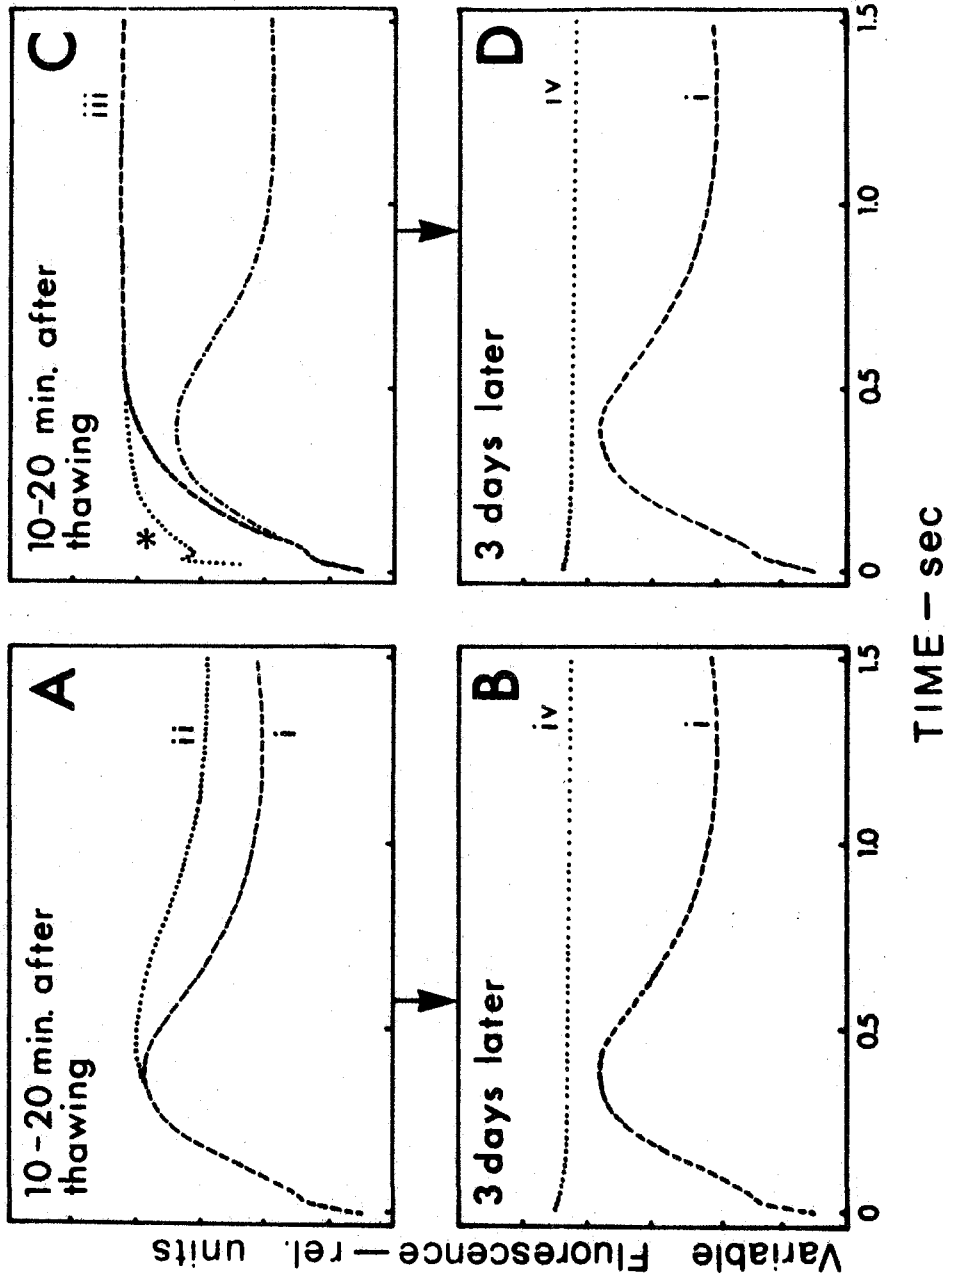 A
10-20 min. after
thawing
ii
i
C
10-20 min. after
thawing
*
iii
B
3 days later
iv
i
D
3 days later
iv
i
0
0.5
1.0
1.5
0
0.5
1.0
1.5
TIME — sec
Variable Fluorescence — rel. units